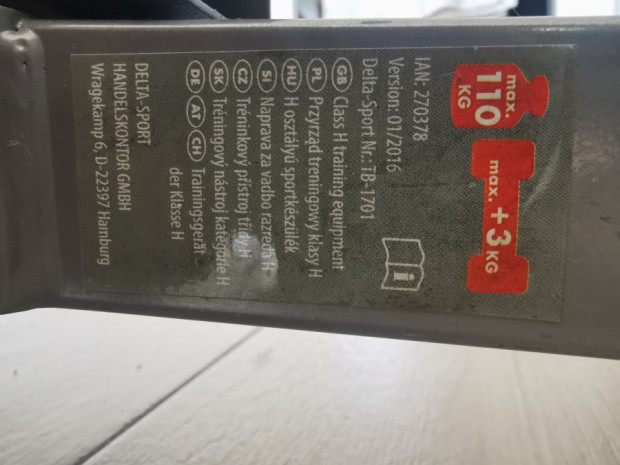 max.
110
KG
max. +3 KG
IAN: 270378
Version: 01/2016
Delta-Sport Nr.: TB-1701
GB Class H training equipment
PL Przyrząd treningowy klasy H
HU H osztályú sportkészülék
SI Naprava za vadbo razreda H
CZ Tréninkový přístroj třídy H
SK Tréningový nástroj kategórie H
DE AT CH Trainingsgerät
der Klasse H
DELTA-SPORT
HANDELSKONTOR GMBH
Wragekamp 6, D-22397 Hamburg